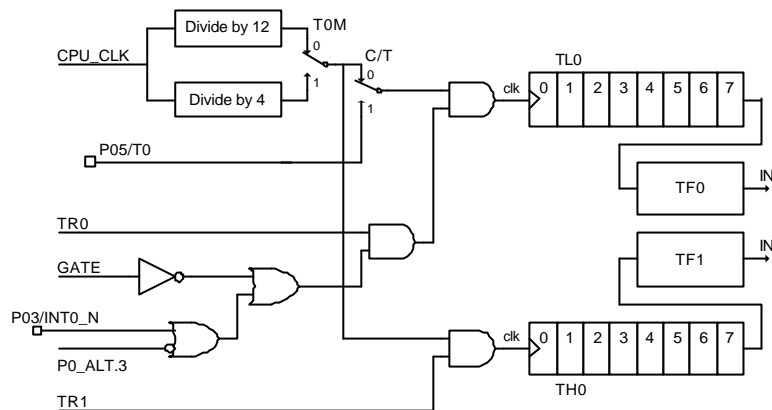 Divide by 12
T0M
CPU_CLK
0
C/T
TL0
0
Divide by 4
1
clk
0 1 2 3 4 5 6 7
1
P05/T0
IN
TF0
TR0
IN
TF1
GATE
P03/INT0_N
clk
0 1 2 3 4 5 6 7
P0_ALT.3
TH0
TR1